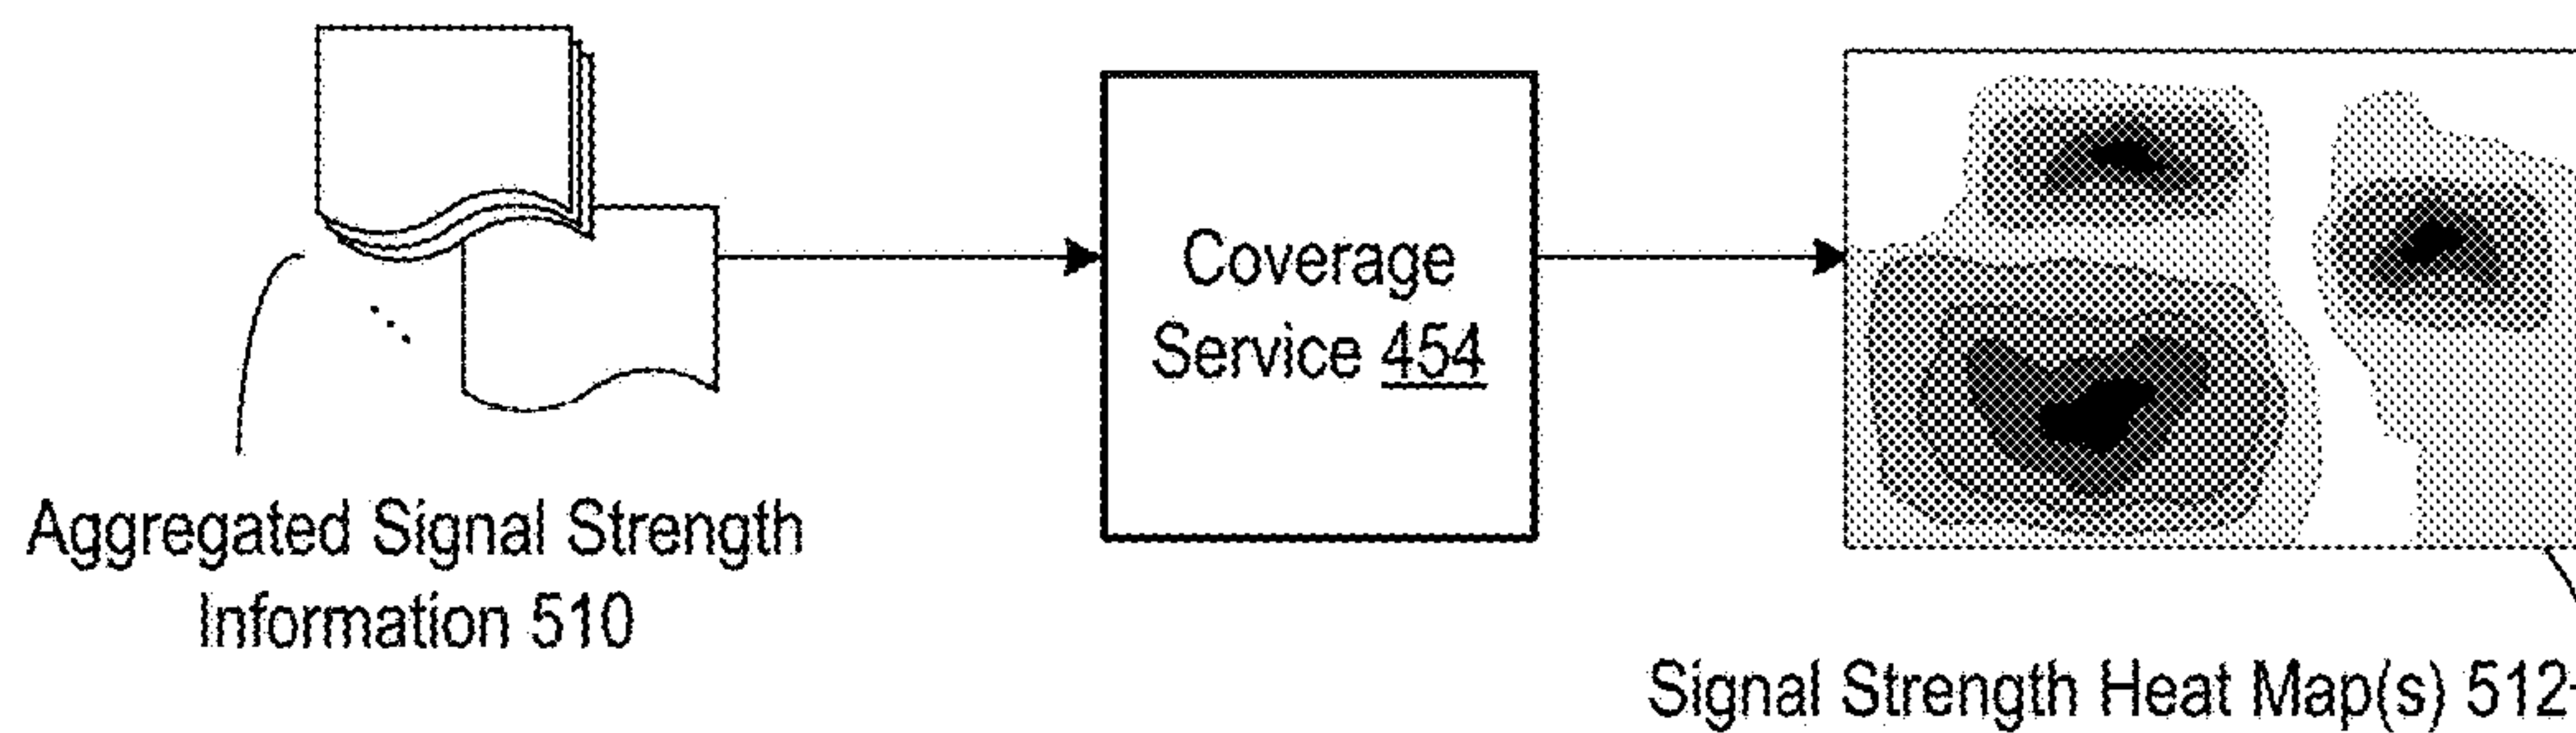 Coverage
Service 454
Aggregated Signal Strength
Information 510
Signal Strength Heat Map(s) 512